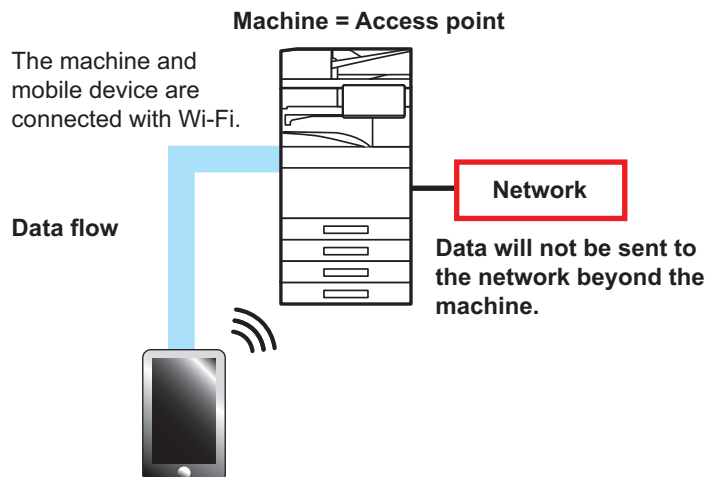 Machine = Access point
The machine and
mobile device are
connected with Wi-Fi.
Network
Data flow
Data will not be sent to
the network beyond the
machine.